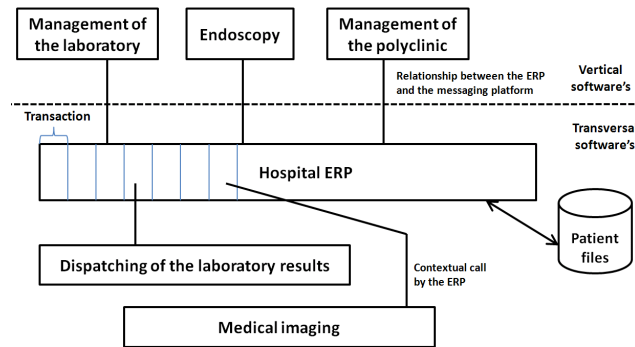 Management of
the laboratory
Endoscopy
Management of
the polyclinic
Relationship between the ERP
and the messaging platform
Vertical
software's
Transaction
Transversa
software's
Hospital ERP
Patient
files
Dispatching of the laboratory results
Contextual call
by the ERP
Medical imaging